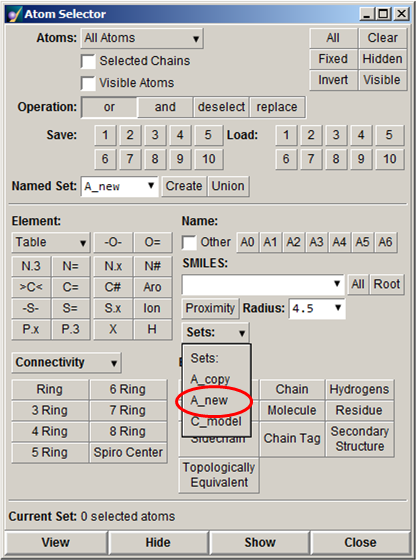 Atom Selector
Atoms: All Atoms All Clear
Selected Chains Fixed Hidden
Visible Atoms Invert Visible
Operation: or and deselect replace
Save: 1 2 3 4 5 Load: 1 2 3 4 5
6 7 8 9 10 6 7 8 9 10
Named Set: A_new Create Union
Element: Name:
Table -O- O= Other A0 A1 A2 A3 A4 A5 A6
N.3 N= N.x N# SMILES:
>C< C= C# Aro All Root
-S- S= S.x Ion Proximity Radius: 4.5
P.x P.3 X H Sets:
Sets:
Connectivity A_copy
Ring 6 Ring A_new Chain Hydrogens
3 Ring 7 Ring C_model Molecule Residue
4 Ring 8 Ring Sidechain Chain Tag Secondary Structure
5 Ring Spiro Center Topologically Equivalent
Current Set: 0 selected atoms
View Hide Show Close